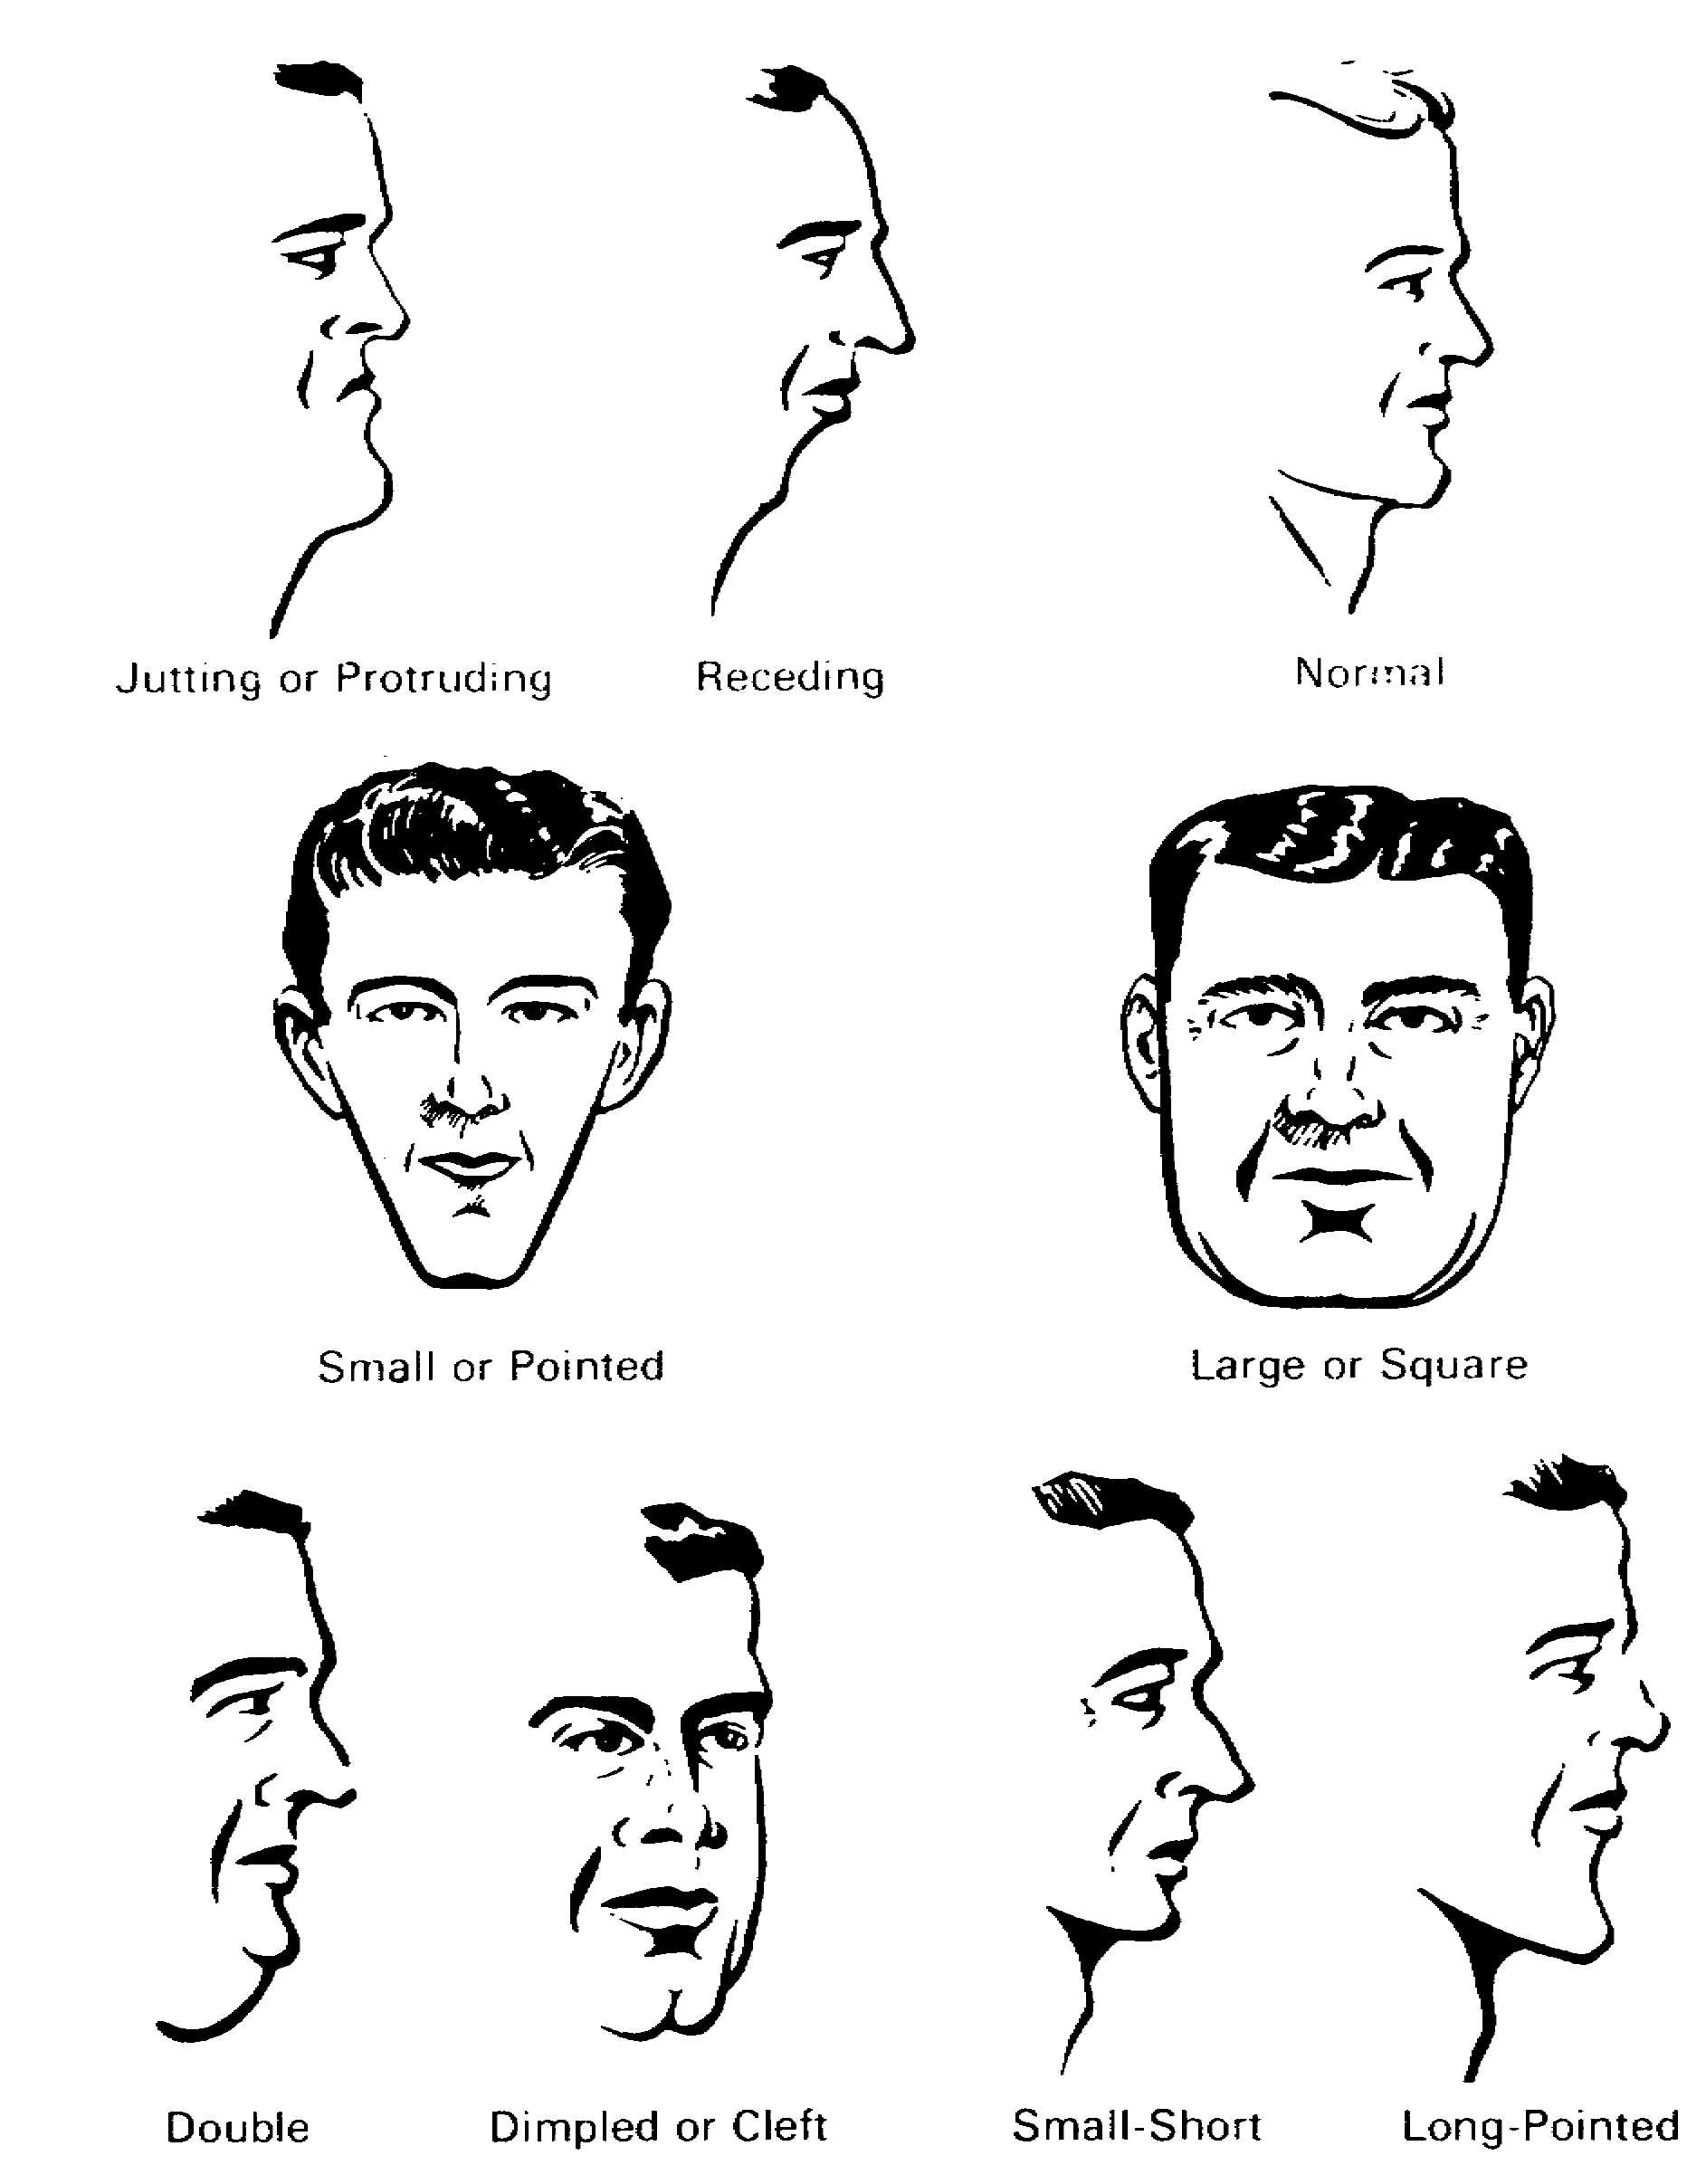 Jutting or Protruding
Receding
Normal
Small or Pointed
Large or Square
Double
Dimpled or Cleft
Small-Short
Long-Pointed